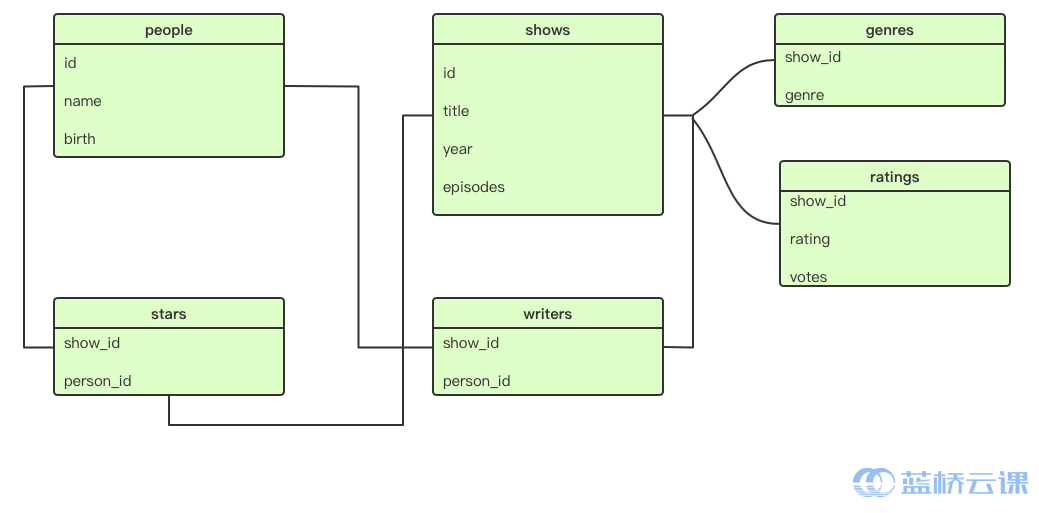 people
id
name
birth
shows
id
title
year
episodes
genres
show_id
genre
ratings
show_id
rating
votes
stars
show_id
person_id
writers
show_id
person_id
蓝桥云课